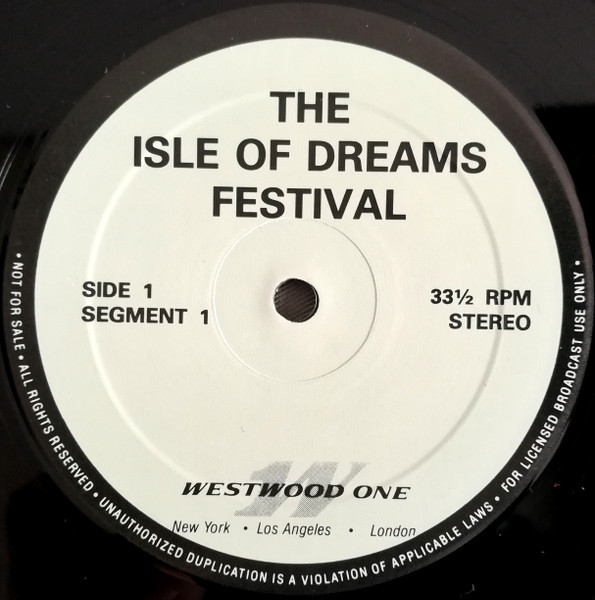 THE
ISLE OF DREAMS
FESTIVAL
SIDE 1
SEGMENT 1
33½ RPM
STEREO
WESTWOOD ONE
New York • Los Angeles • London
• NOT FOR SALE • ALL RIGHTS RESERVED • UNAUTHORIZED DUPLICATION IS A VIOLATION OF APPLICABLE LAWS • FOR LICENSED BROADCAST USE ONLY •